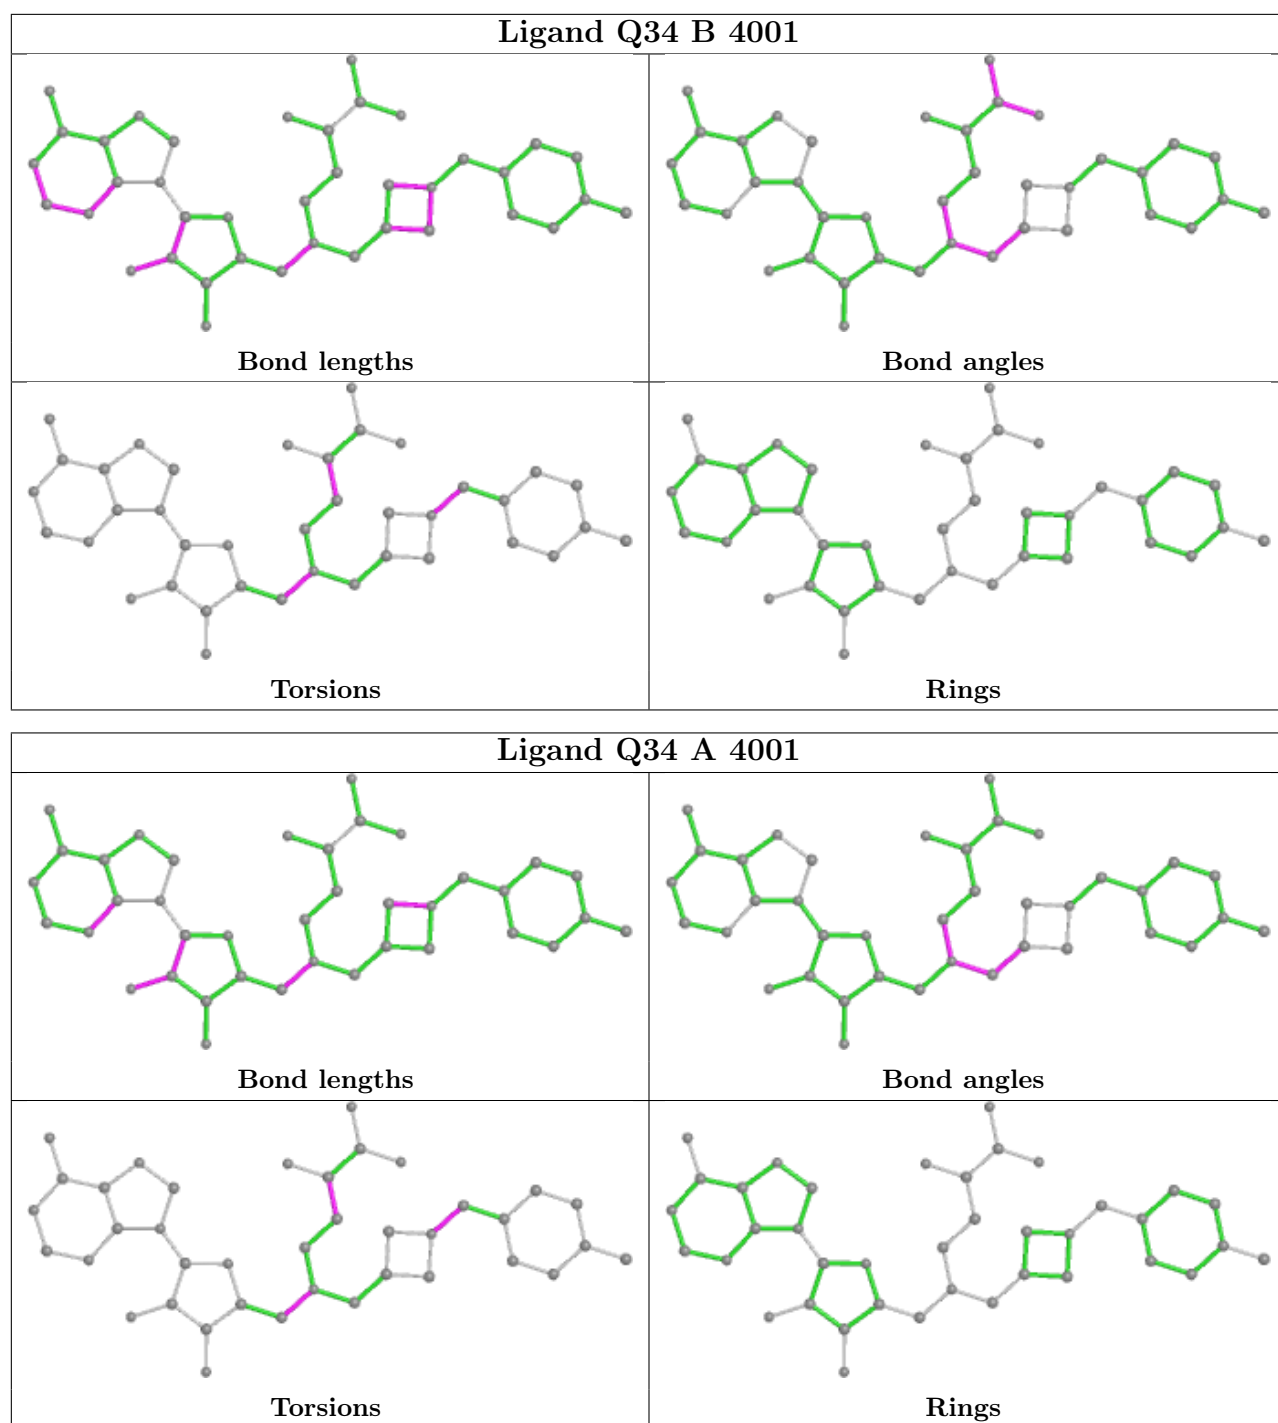 Ligand Q34 B 4001
Bond lengths
Bond angles
Torsions
Rings
Ligand Q34 A 4001
Bond lengths
Bond angles
Torsions
Rings